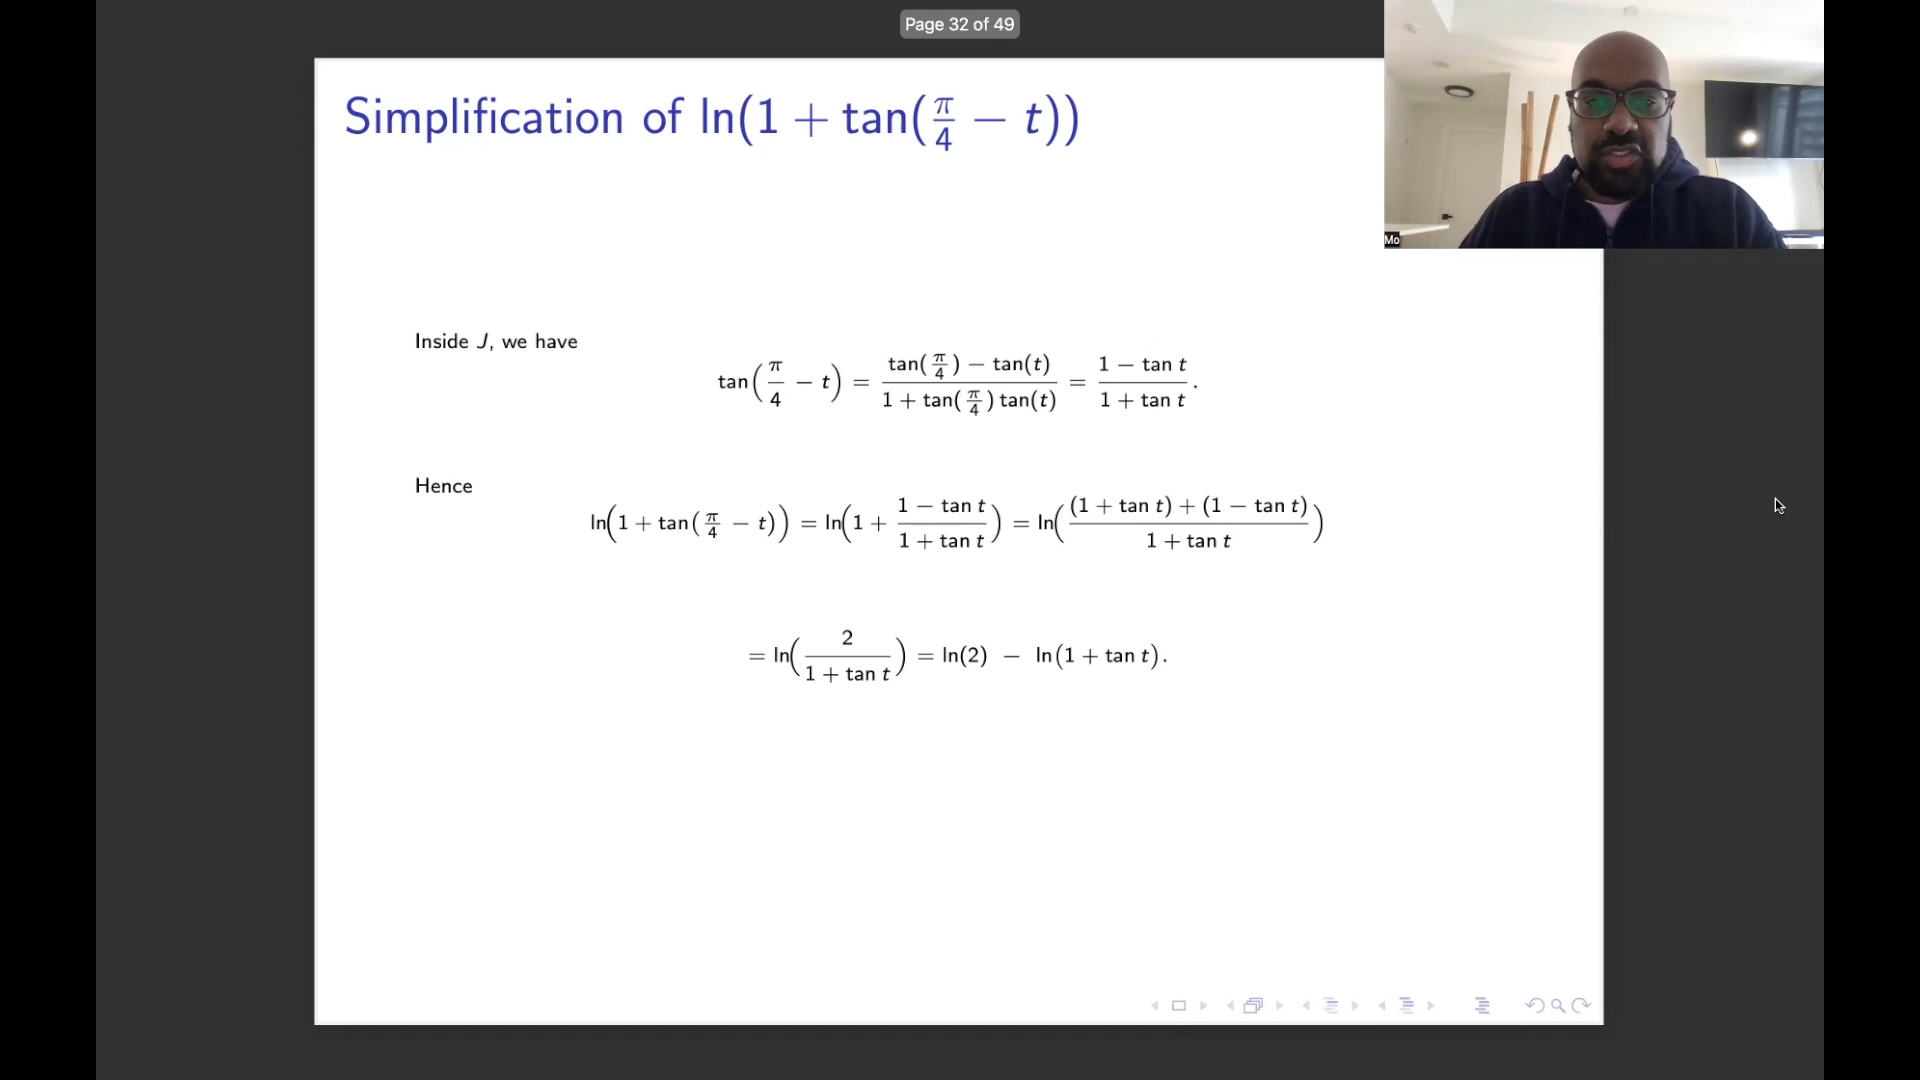 Page 32 of 49
Simplification of ln(1 + tan(π/4 − t))
Mo
Inside J, we have
tan(π/4 − t) = (tan(π/4) − tan(t))/(1 + tan(π/4) tan(t)) = (1 − tan t)/(1 + tan t).
Hence
ln(1 + tan(π/4 − t)) = ln(1 + (1 − tan t)/(1 + tan t)) = ln(((1 + tan t) + (1 − tan t))/(1 + tan t))
= ln(2/(1 + tan t)) = ln(2) − ln(1 + tan t).